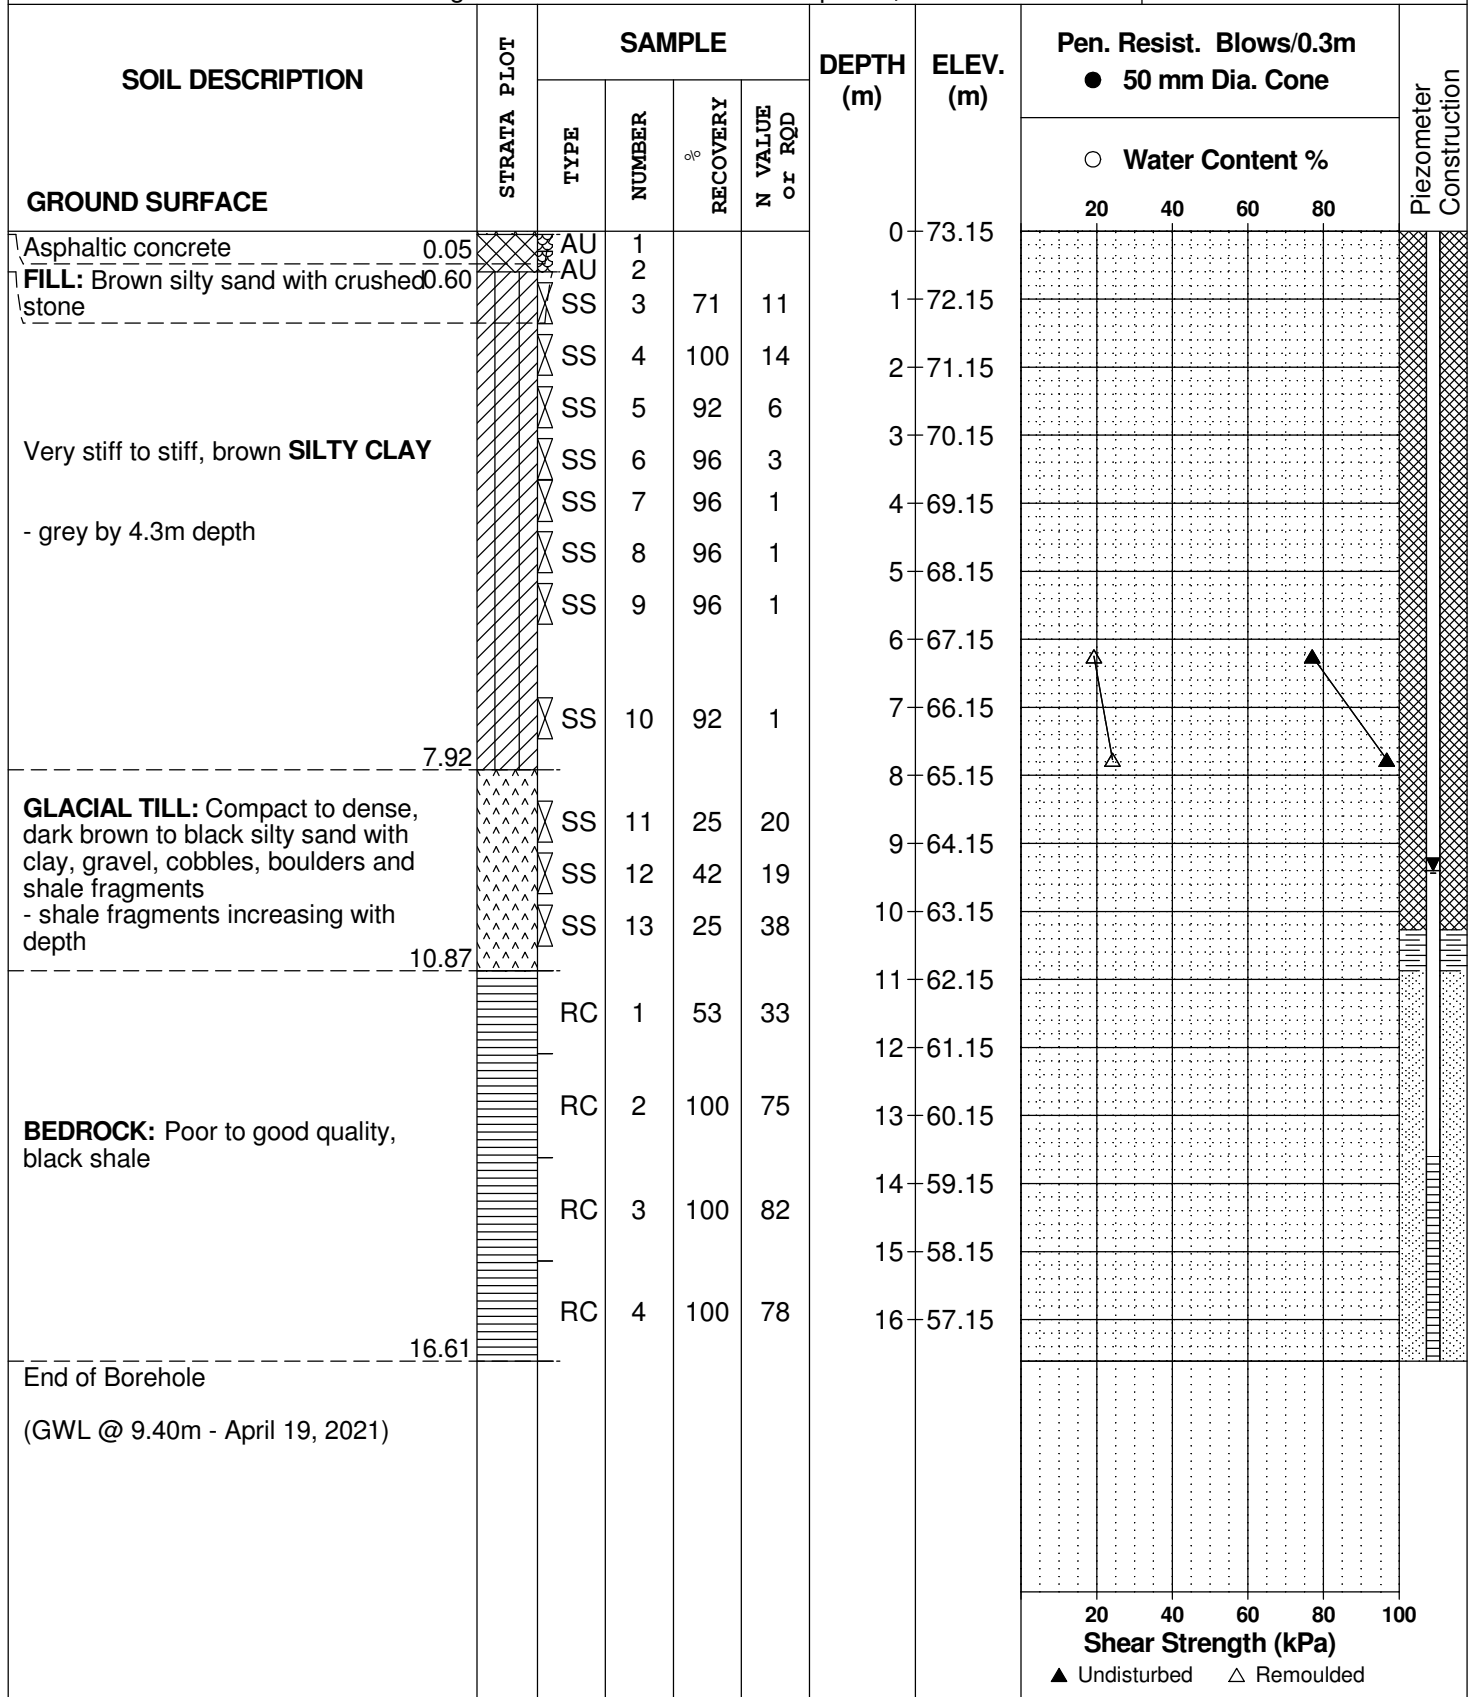 SOIL DESCRIPTION
GROUND SURFACE
STRATA PLOT
SAMPLE
TYPE
NUMBER
%
RECOVERY
N VALUE
or RQD
DEPTH
(m)
ELEV.
(m)
Pen. Resist. Blows/0.3m
● 50 mm Dia. Cone
○ Water Content %
20 40 60 80
Piezometer
Construction
Asphaltic concrete 0.05
FILL: Brown silty sand with crushed 0.60
stone
Very stiff to stiff, brown SILTY CLAY
- grey by 4.3m depth
7.92
GLACIAL TILL: Compact to dense,
dark brown to black silty sand with
clay, gravel, cobbles, boulders and
shale fragments
- shale fragments increasing with
depth
10.87
BEDROCK: Poor to good quality,
black shale
16.61
End of Borehole
(GWL @ 9.40m - April 19, 2021)
AU 1
AU 2
SS 3 71 11
SS 4 100 14
SS 5 92 6
SS 6 96 3
SS 7 96 1
SS 8 96 1
SS 9 96 1
SS 10 92 1
SS 11 25 20
SS 12 42 19
SS 13 25 38
RC 1 53 33
RC 2 100 75
RC 3 100 82
RC 4 100 78
0 73.15
1 72.15
2 71.15
3 70.15
4 69.15
5 68.15
6 67.15
7 66.15
8 65.15
9 64.15
10 63.15
11 62.15
12 61.15
13 60.15
14 59.15
15 58.15
16 57.15
20 40 60 80 100
Shear Strength (kPa)
▲ Undisturbed △ Remoulded